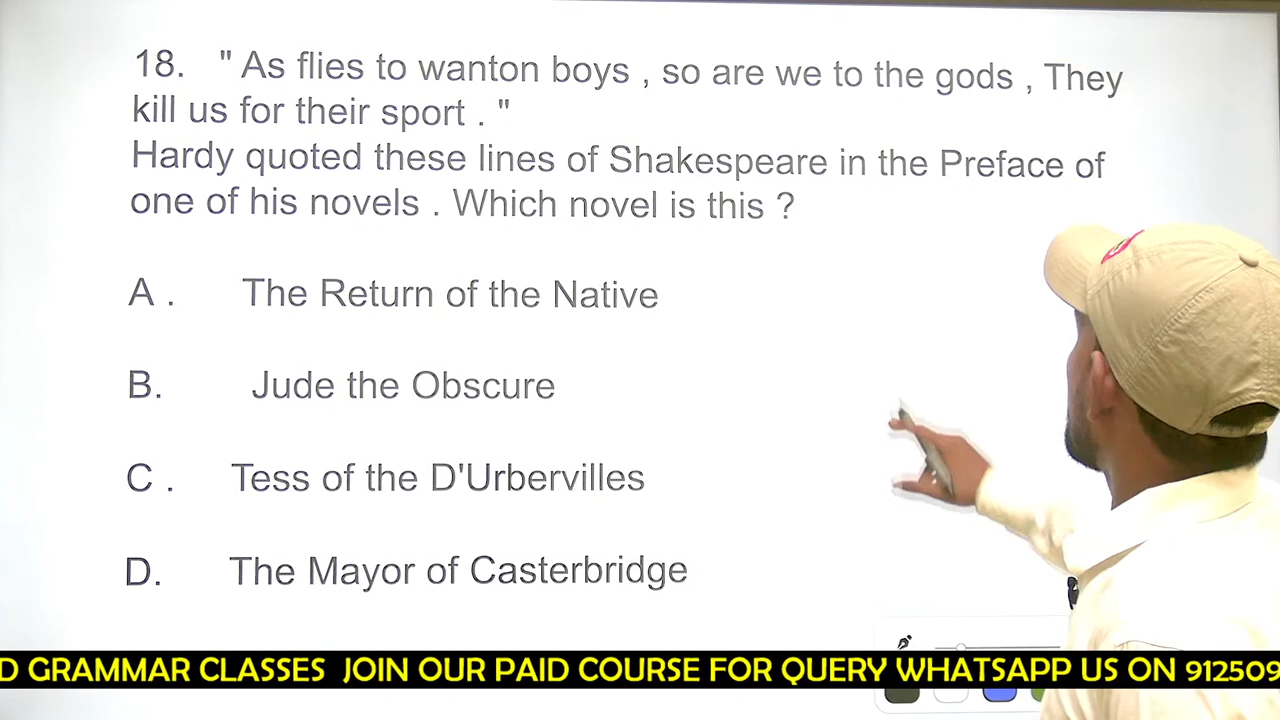 18. " As flies to wanton boys , so are we to the gods , They
kill us for their sport . "
Hardy quoted these lines of Shakespeare in the Preface of
one of his novels . Which novel is this ?
A . The Return of the Native
B. Jude the Obscure
C . Tess of the D'Urbervilles
D. The Mayor of Casterbridge
D GRAMMAR CLASSES JOIN OUR PAID COURSE FOR QUERY WHATSAPP US ON 912509